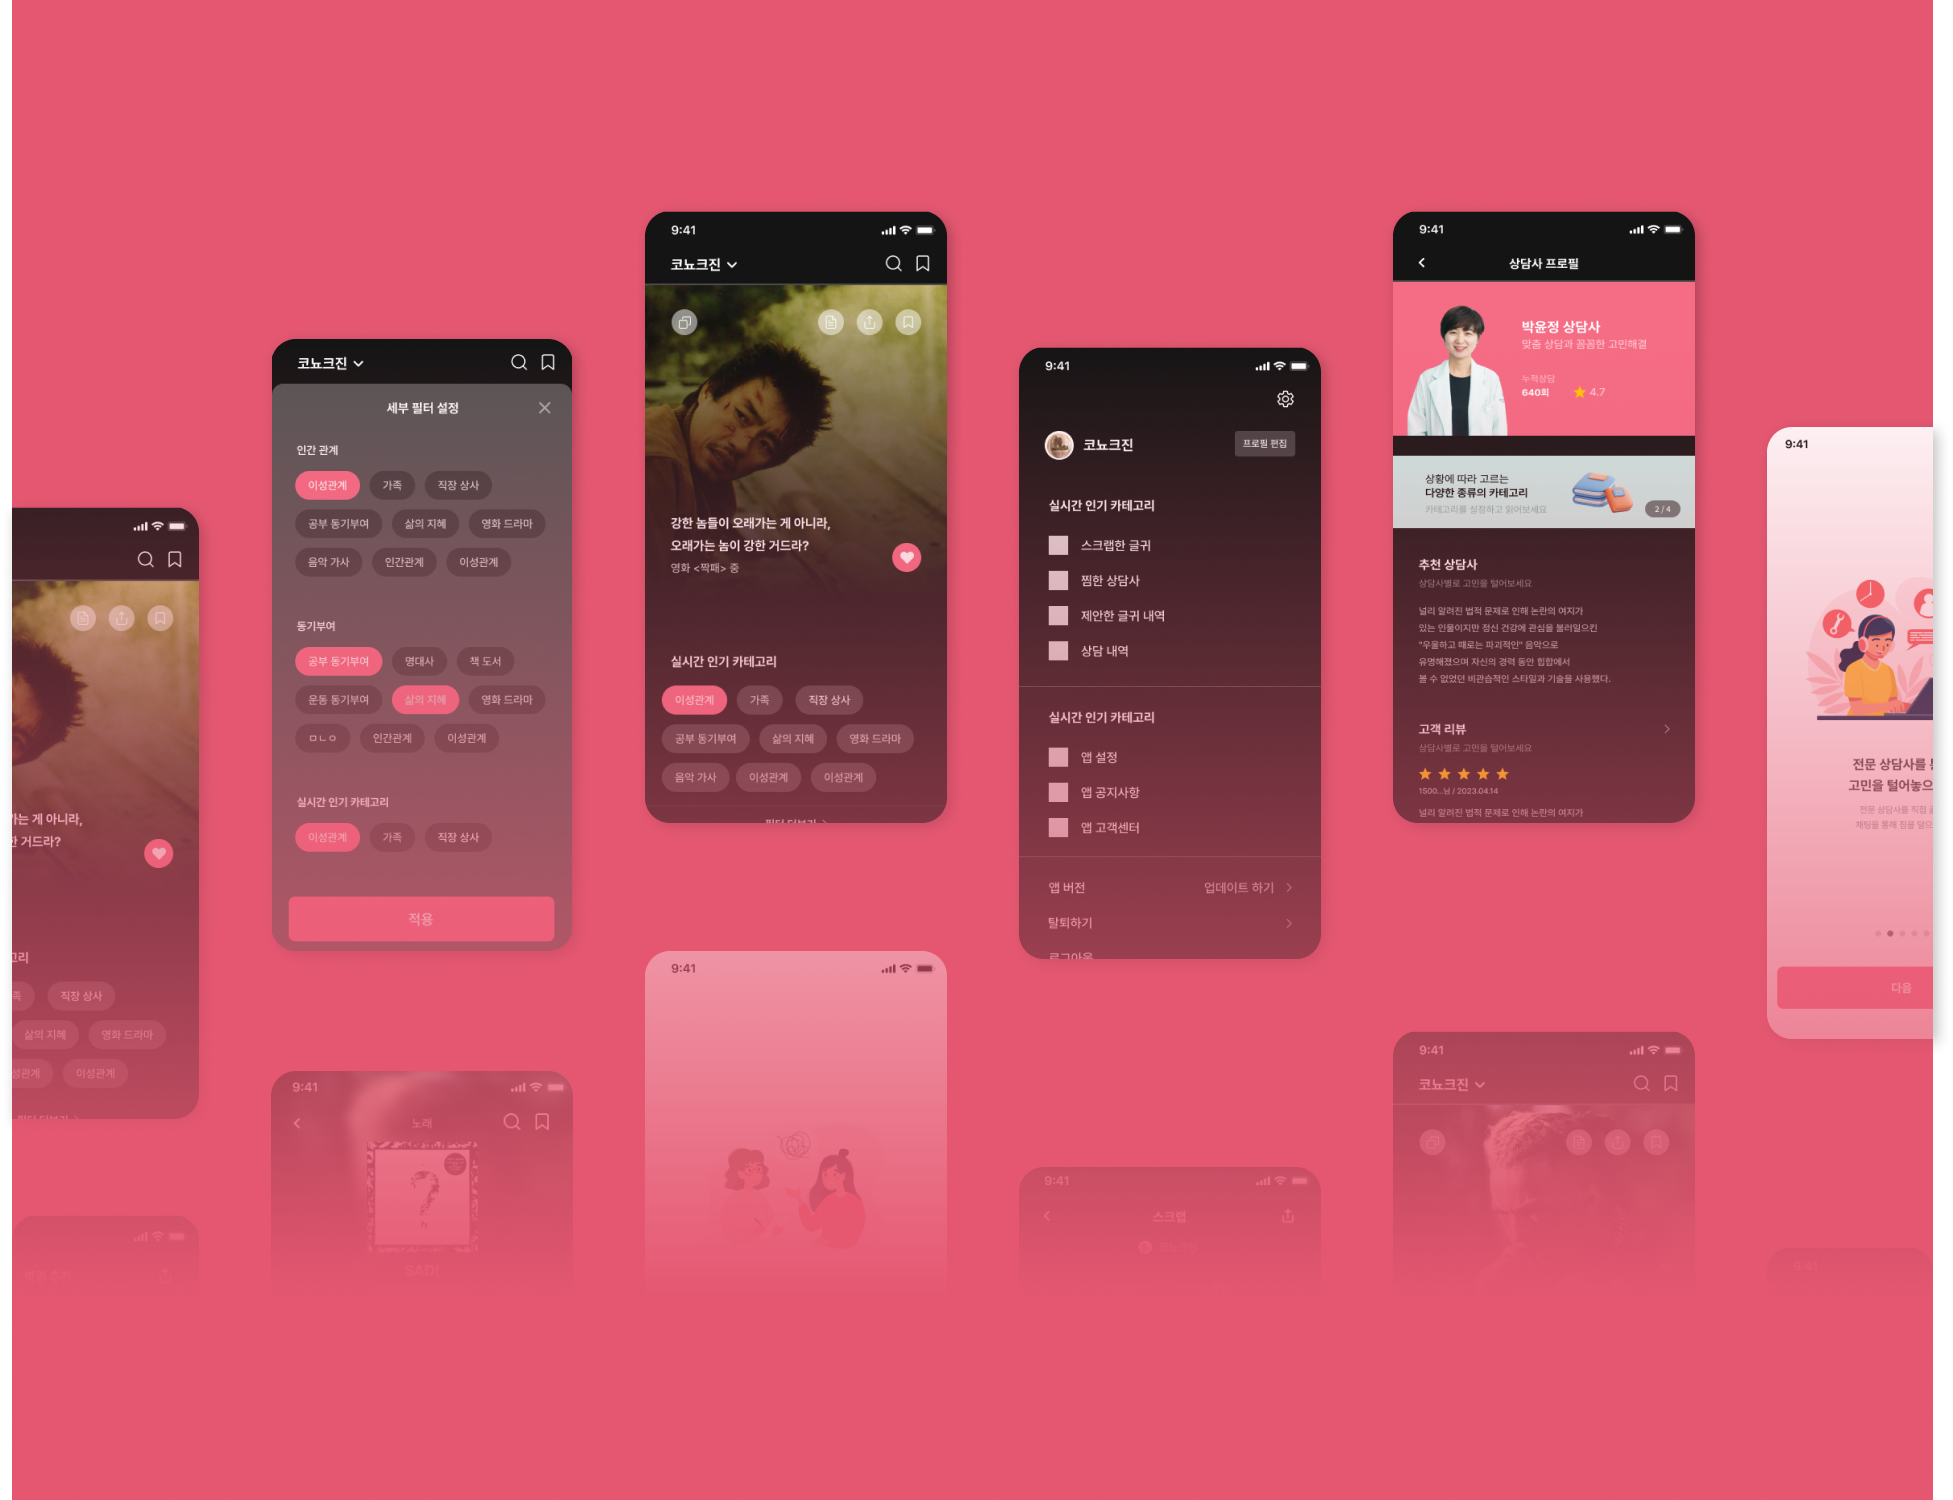 고리
족
직장 상사
삶의 지혜
영화 드라마
성관계
이성관계
가는 게 아니라,
한 거드라?
코뇨크진
세부 필터 설정
인간 관계
이성관계
가족
직장 상사
공부 동기부여
삶의 지혜
영화 드라마
음악 가사
인간관계
이성관계
동기부여
공부 동기부여
명대사
책 도서
운동 동기부여
삶의 지혜
영화 드라마
ㅁㄴㅇ
인간관계
이성관계
실시간 인기 카테고리
이성관계
가족
직장 상사
적용
9:41
노래
SAD!
9:41
코뇨크진
강한 놈들이 오래가는 게 아니라,
오래가는 놈이 강한 거드라?
영화 <짝패> 중
실시간 인기 카테고리
이성관계
가족
직장 상사
공부 동기부여
삶의 지혜
영화 드라마
음악 가사
이성관계
이성관계
필터 더보기
9:41
9:41
코뇨크진
프로필 편집
실시간 인기 카테고리
스크랩한 글귀
찜한 상담사
제안한 글귀 내역
상담 내역
실시간 인기 카테고리
앱 설정
앱 공지사항
앱 고객센터
앱 버전
업데이트 하기
탈퇴하기
로그아웃
9:41
스크랩
9:41
상담사 프로필
박윤정 상담사
맞춤 상담과 꼼꼼한 고민해결
누적상담
640회
4.7
상황에 따라 고르는
다양한 종류의 카테고리
카테고리를 설정하고 읽어보세요
2 / 4
추천 상담사
상담사별로 고민을 털어보세요
널리 알려진 법적 문제로 인해 논란의 여지가
있는 인물이지만 정신 건강에 관심을 불러일으킨
"우울하고 때로는 파괴적인" 음악으로
유명해졌으며 자신의 경력 동안 힙합에서
볼 수 없었던 비관습적인 스타일과 기술을 사용했다.
고객 리뷰
상담사별로 고민을 털어보세요
1500...님 / 2023.04.14
널리 알려진 법적 문제로 인해 논란의 여지가
9:41
코뇨크진
9:41
전문 상담사를
고민을 털어놓으
전문 상담사를 직접
채팅을 통해 짐을 덜으
다음
9:41